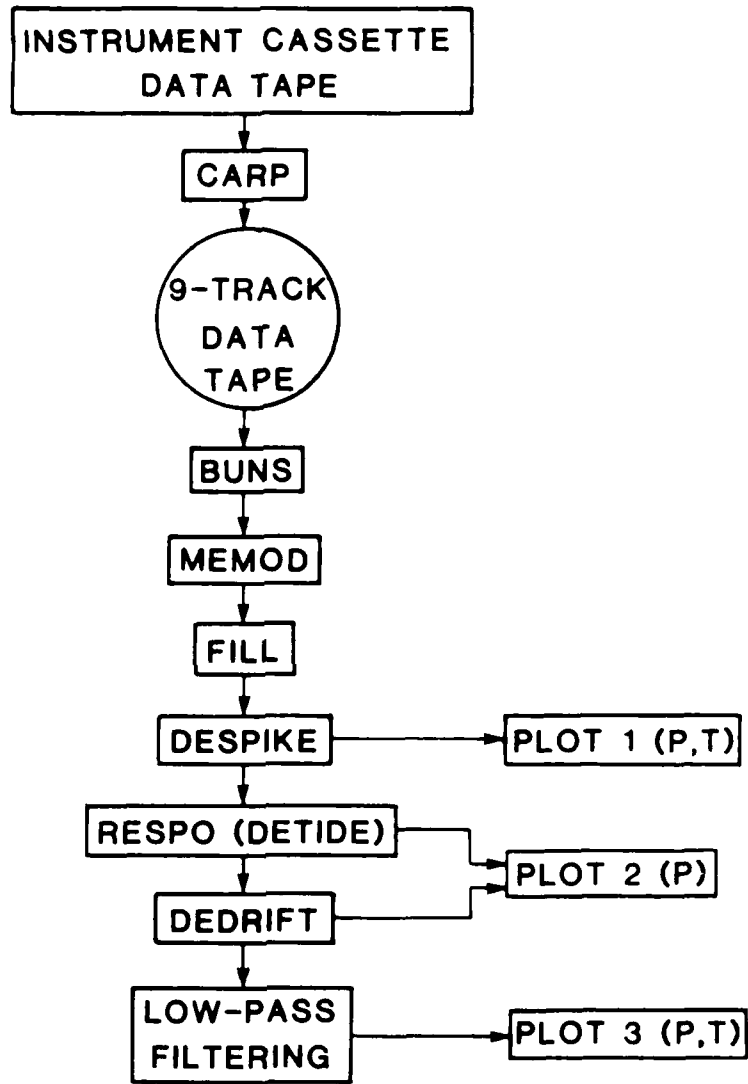 INSTRUMENT CASSETTE
DATA TAPE
CARP
9-TRACK
DATA
TAPE
BUNS
MEMOD
FILL
DESPIKE
PLOT 1 (P,T)
RESPO (DETIDE)
PLOT 2 (P)
DEDRIFT
LOW-PASS
FILTERING
PLOT 3 (P,T)